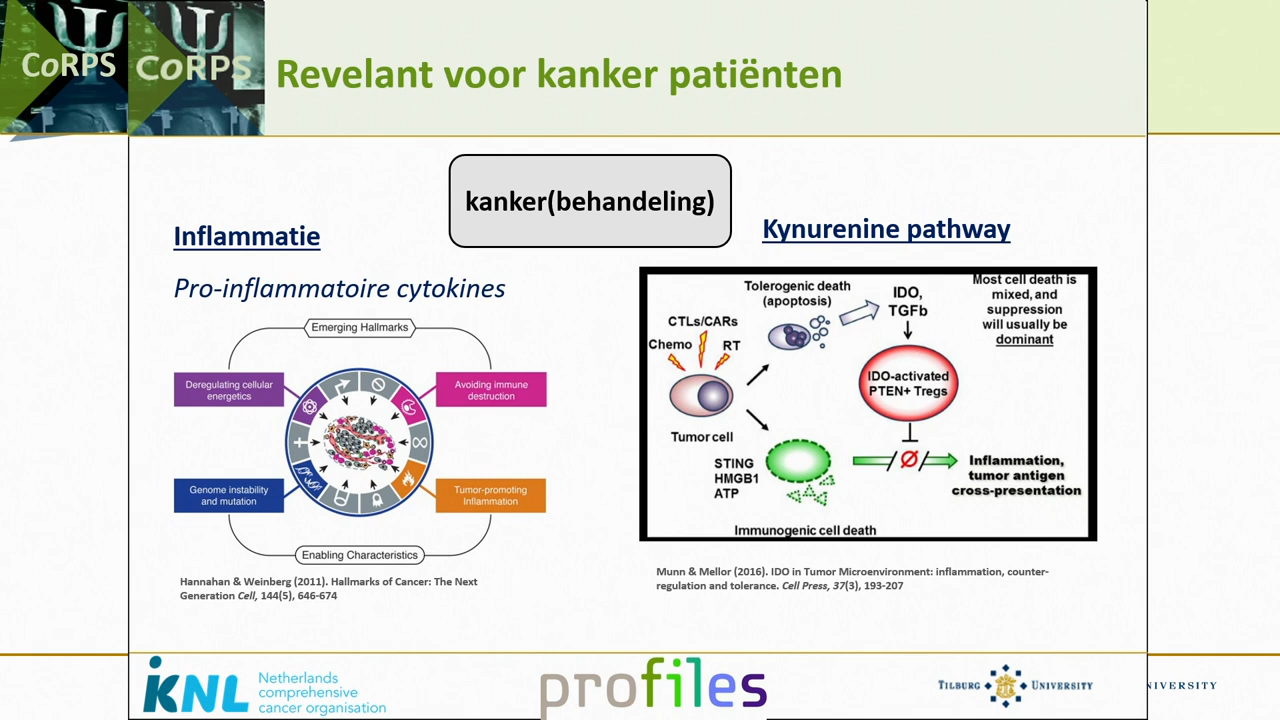 CoRPS
CoRPS
Revelant voor kanker patiënten
kanker(behandeling)
Inflammatie
Pro-inflammatoire cytokines
Emerging Hallmarks
Deregulating cellular
energetics
Avoiding immune
destruction
Genome instability
and mutation
Tumor-promoting
Inflammation
Enabling Characteristics
Hannahan & Weinberg (2011). Hallmarks of Cancer: The Next
Generation Cell, 144(5), 646-674
Kynurenine pathway
Tolerogenic death
(apoptosis)
IDO,
TGFb
Most cell death is
mixed, and
suppression
will usually be
dominant
CTLs/CARs
Chemo
RT
IDO-activated
PTEN+ Tregs
Tumor cell
STING
HMGB1
ATP
Inflammation,
tumor antigen
cross-presentation
Immunogenic cell death
Munn & Mellor (2016). IDO in Tumor Microenvironment: inflammation, counter-
regulation and tolerance. Cell Press, 37(3), 193-207
iKNL
Netherlands
comprehensive
cancer organisation
profiles
TILBURG UNIVERSITY
NIVERSITY